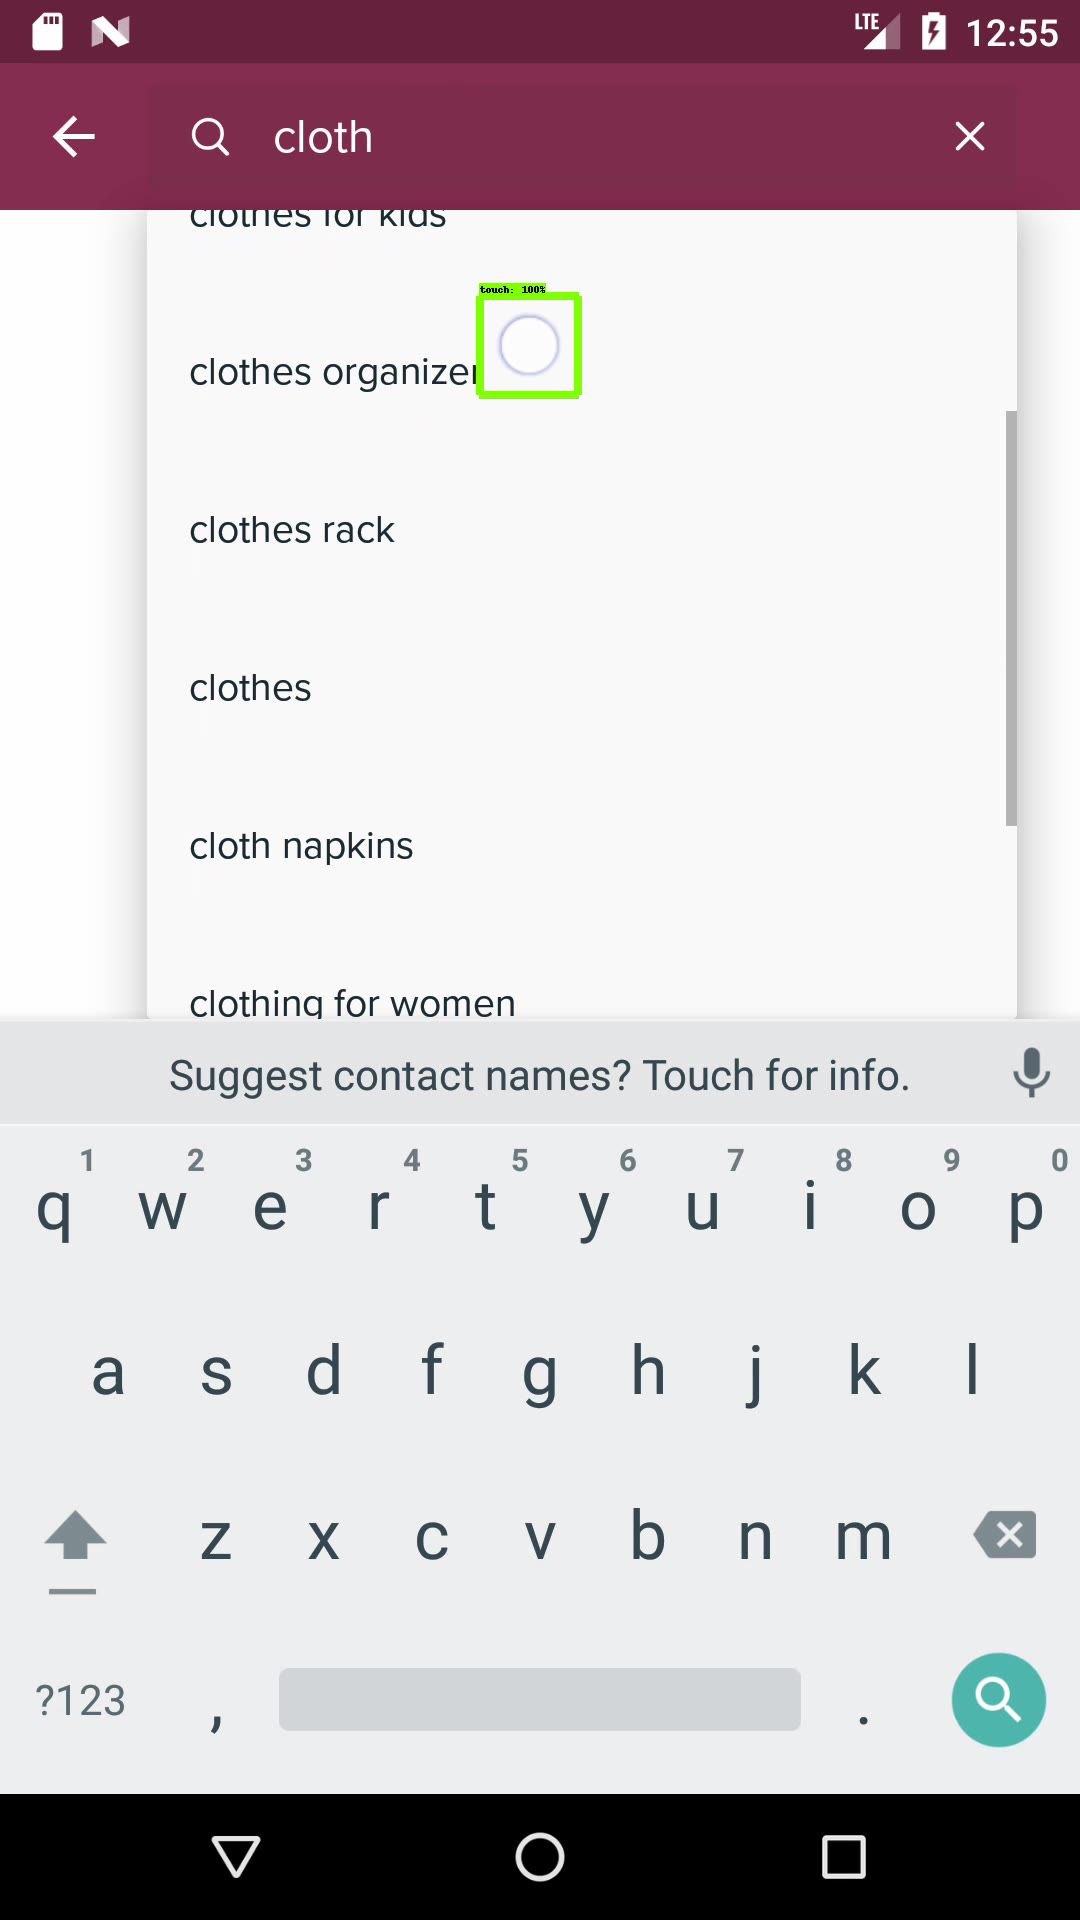 LTE 12:55
cloth
clothes for kids
touch: 100%
clothes organizer
clothes rack
clothes
cloth napkins
clothing for women
Suggest contact names? Touch for info.
1 2 3 4 5 6 7 8 9 0
q w e r t y u i o p
a s d f g h j k l
z x c v b n m
?123 , .